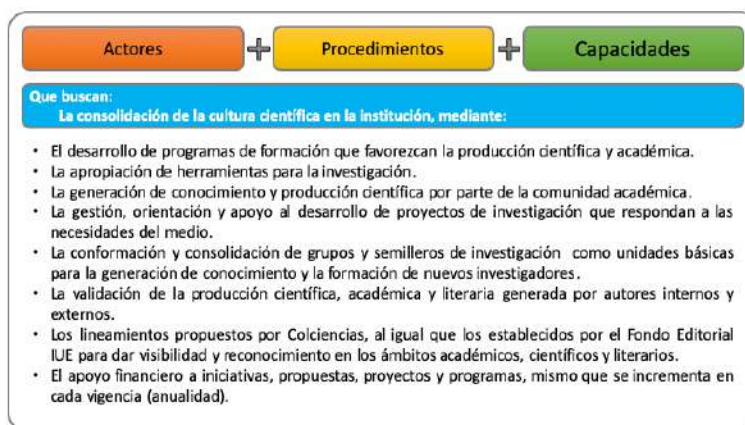 Actores + Procedimientos + Capacidades
Que buscan:
La consolidación de la cultura científica en la institución, mediante:
• El desarrollo de programas de formación que favorezcan la producción científica y académica.
• La apropiación de herramientas para la investigación.
• La generación de conocimiento y producción científica por parte de la comunidad académica.
• La gestión, orientación y apoyo al desarrollo de proyectos de investigación que respondan a las
necesidades del medio.
• La conformación y consolidación de grupos y semilleros de investigación como unidades básicas
para la generación de conocimiento y la formación de nuevos investigadores.
• La validación de la producción científica, académica y literaria generada por autores internos y
externos.
• Los lineamientos propuestos por Colciencias, al igual que los establecidos por el Fondo Editorial
IUE para dar visibilidad y reconocimiento en los ámbitos académicos, científicos y literarios.
• El apoyo financiero a iniciativas, propuestas, proyectos y programas, mismo que se incrementa en
cada vigencia (anualidad).